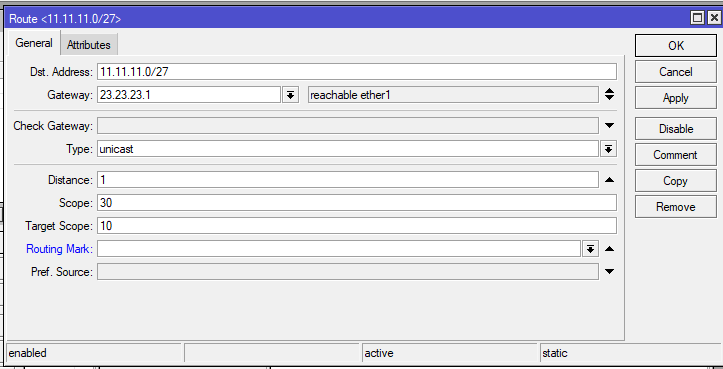 Route <11.11.11.0/27>
General Attributes
Dst. Address: 11.11.11.0/27
Gateway: 23.23.23.1 reachable ether1
Check Gateway:
Type: unicast
Distance: 1
Scope: 30
Target Scope: 10
Routing Mark:
Pref. Source:
OK
Cancel
Apply
Disable
Comment
Copy
Remove
enabled active static